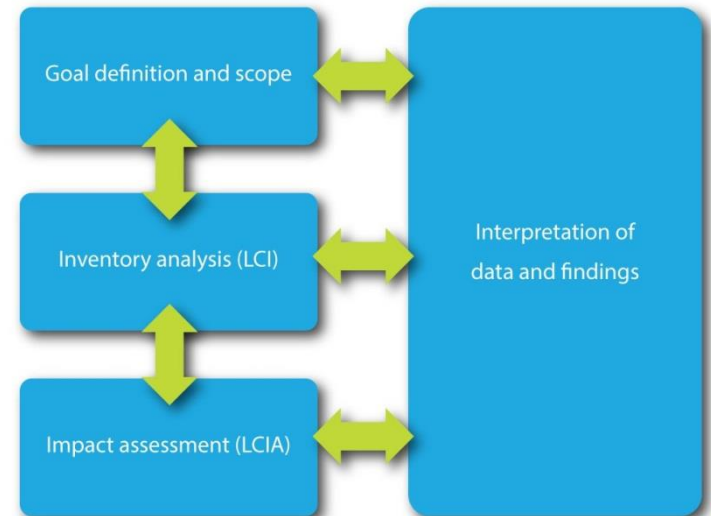 Goal definition and scope
Inventory analysis (LCI)
Impact assessment (LCIA)
Interpretation of
data and findings